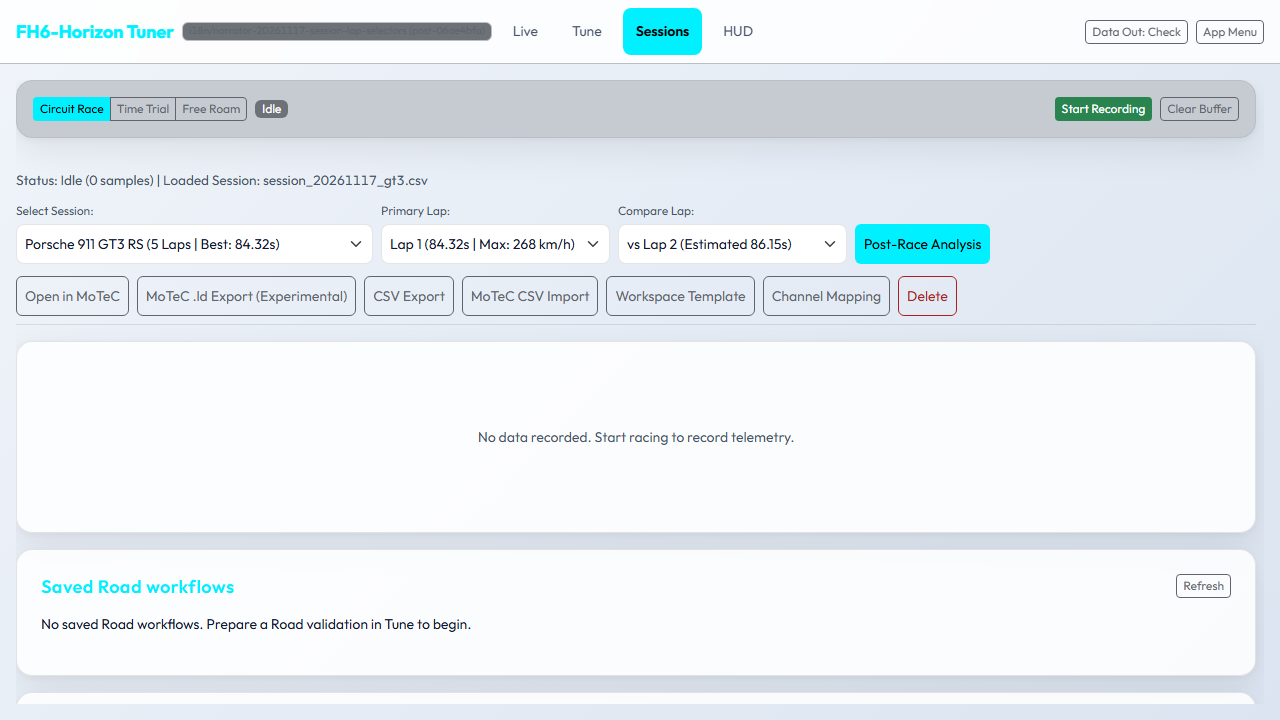 FH6-Horizon Tuner Live Tune Sessions HUD Data Out: Check App Menu
Circuit Race Time Trial Free Roam Idle Start Recording Clear Buffer
Status: Idle (0 samples) | Loaded Session: session_20261117_gt3.csv
Select Session: Primary Lap: Compare Lap:
Porsche 911 GT3 RS (5 Laps | Best: 84.32s) Lap 1 (84.32s | Max: 268 km/h) vs Lap 2 (Estimated 86.15s) Post-Race Analysis
Open in MoTeC MoTeC .ld Export (Experimental) CSV Export MoTeC CSV Import Workspace Template Channel Mapping Delete
No data recorded. Start racing to record telemetry.
Saved Road workflows Refresh
No saved Road workflows. Prepare a Road validation in Tune to begin.